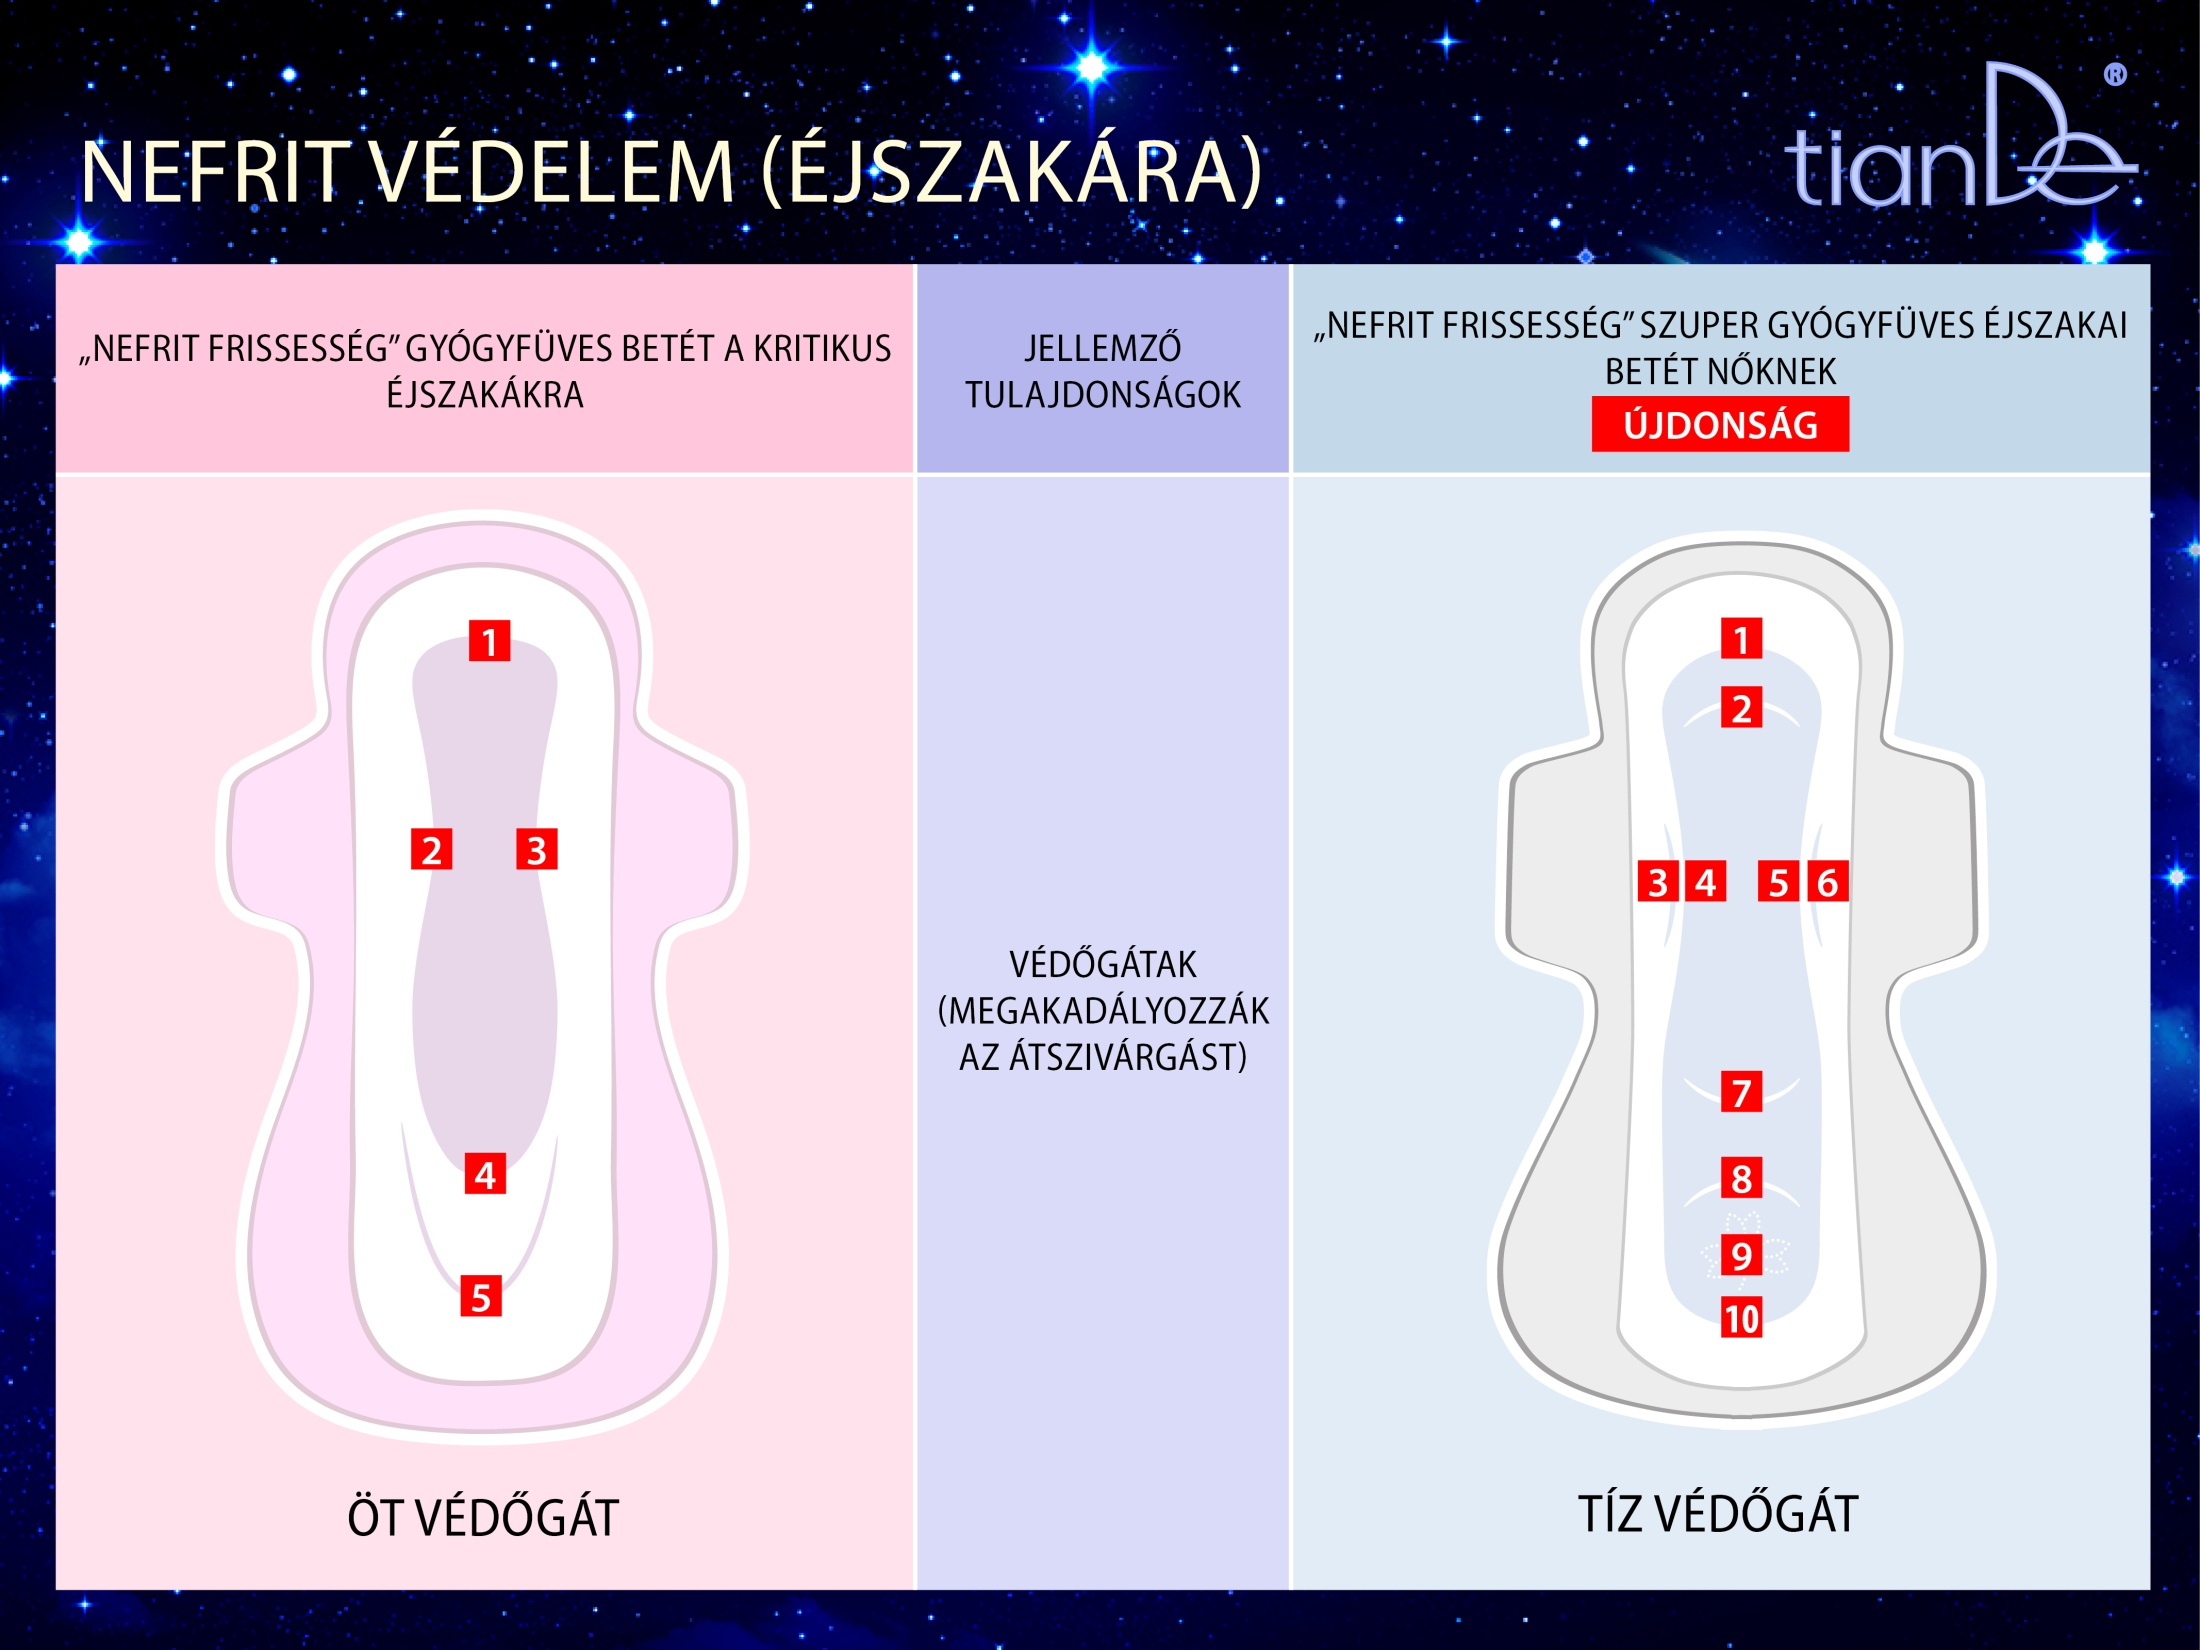 NEFRIT VÉDELEM (ÉJSZAKÁRA)
tianDe®
„NEFRIT FRISSESSÉG” GYÓGYFÜVES BETÉT A KRITIKUS
ÉJSZAKÁKRA
JELLEMZŐ
TULAJDONSÁGOK
„NEFRIT FRISSESSÉG” SZUPER GYÓGYFÜVES ÉJSZAKAI
BETÉT NŐKNEK
ÚJDONSÁG
1
2 3
4
5
ÖT VÉDŐGÁT
VÉDŐGÁTAK
(MEGAKADÁLYOZZÁK
AZ ÁTSZIVÁRGÁST)
1
2
3 4 5 6
7
8
9
10
TÍZ VÉDŐGÁT